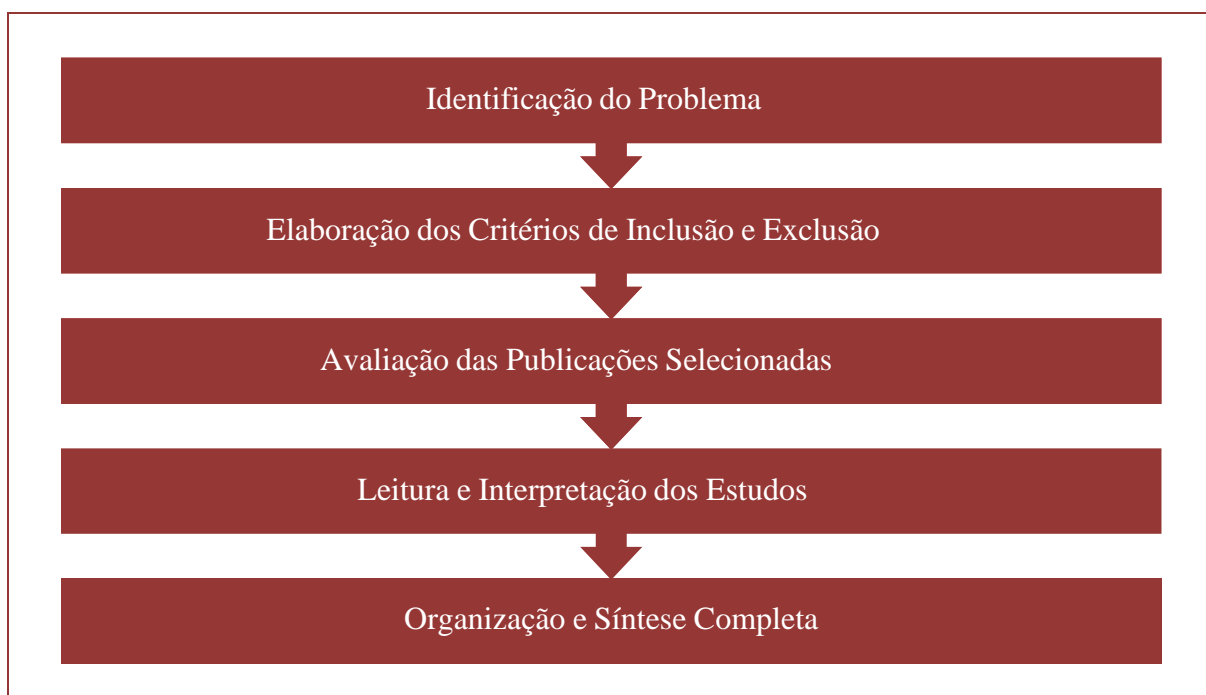 Identificação do Problema
Elaboração dos Critérios de Inclusão e Exclusão
Avaliação das Publicações Selecionadas
Leitura e Interpretação dos Estudos
Organização e Síntese Completa